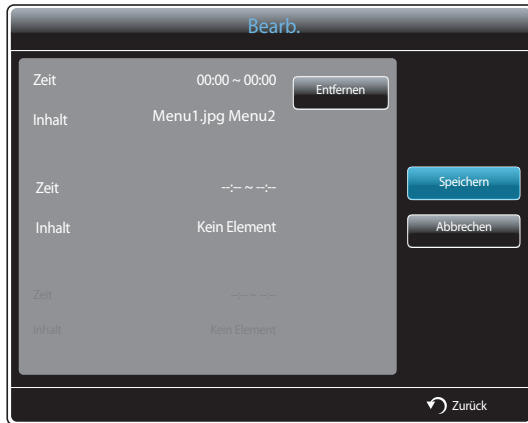 Bearb.
Zeit 00:00 ~ 00:00 Entfernen
Inhalt Menu1.jpg Menu2
Zeit --:-- ~ --:-- Speichern
Inhalt Kein Element Abbrechen
Zeit --:-- ~ --:--
Inhalt Kein Element
Zurück